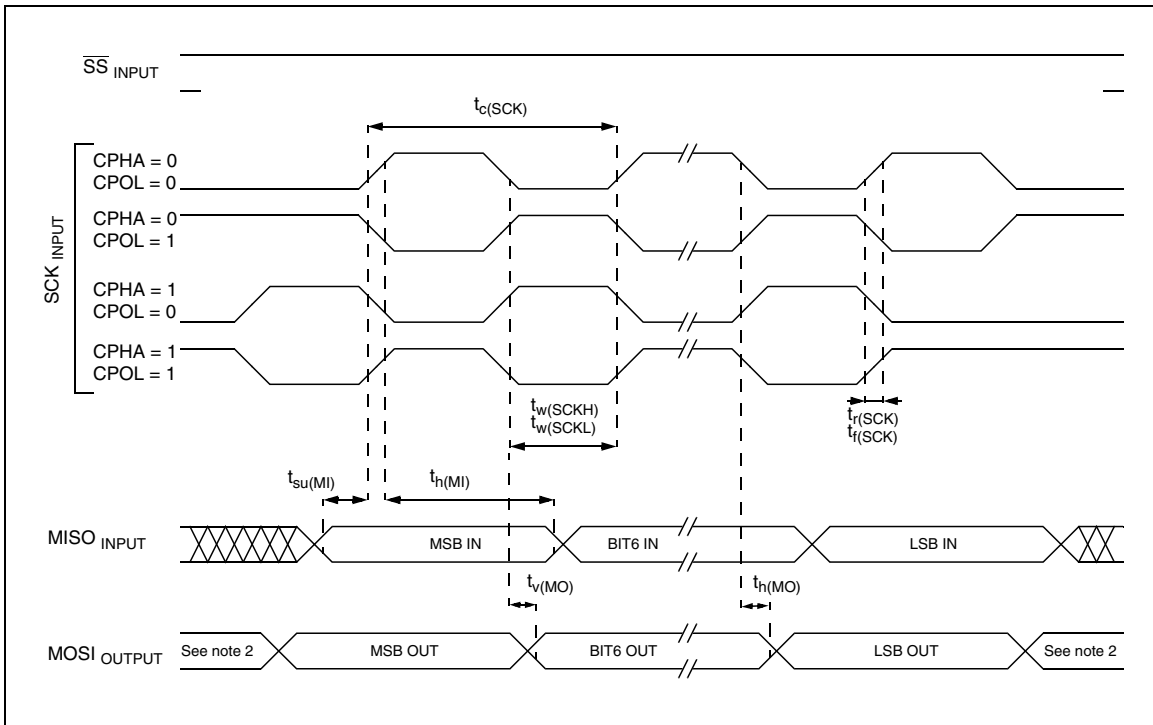 SS INPUT
tc(SCK)
SCK INPUT
CPHA = 0
CPOL = 0
CPHA = 0
CPOL = 1
CPHA = 1
CPOL = 0
CPHA = 1
CPOL = 1
tw(SCKH)
tw(SCKL)
tr(SCK)
tf(SCK)
tsu(MI)
th(MI)
MISO INPUT
MSB IN
BIT6 IN
LSB IN
tv(MO)
th(MO)
MOSI OUTPUT
See note 2
MSB OUT
BIT6 OUT
LSB OUT
See note 2